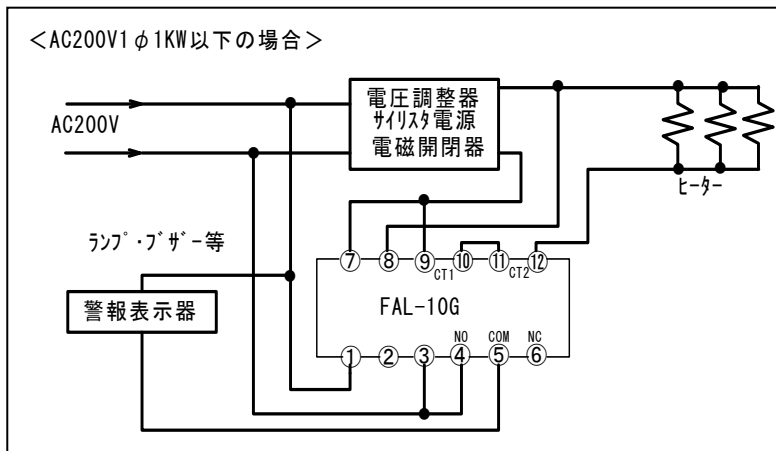 ＜AC200V1φ1KW以下の場合＞
AC200V
電圧調整器
ｻｲﾘｽﾀ電源
電磁開閉器
ﾋｰﾀｰ
ﾗﾝﾌﾟ･ﾌﾞｻﾞｰ等
警報表示器
⑦ ⑧ ⑨ ⑩ ⑪ ⑫
CT1 CT2
FAL-10G
NO COM NC
① ② ③ ④ ⑤ ⑥